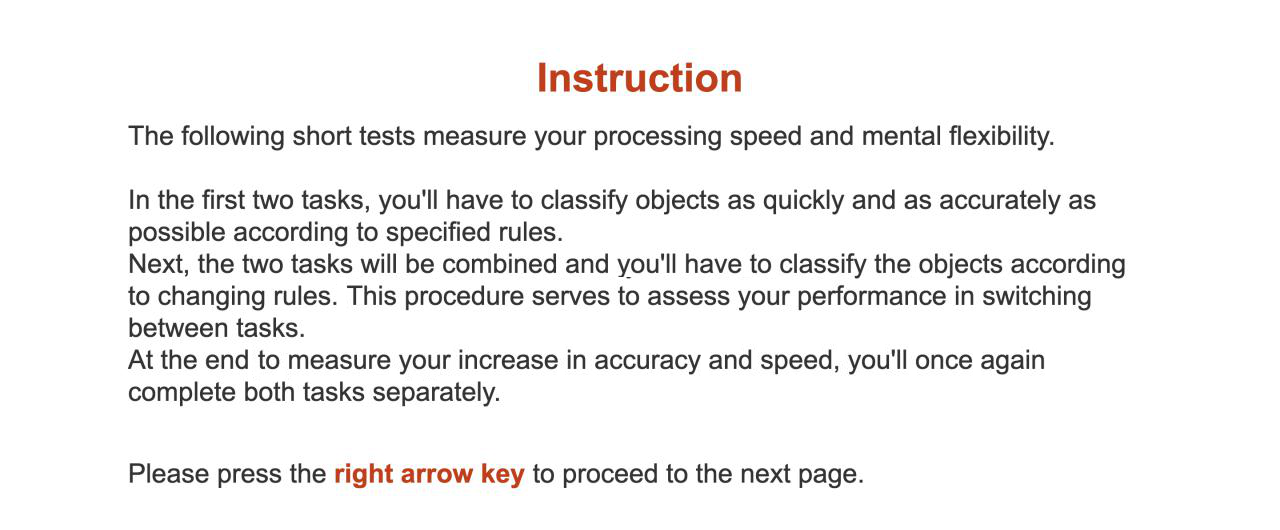 Instruction
The following short tests measure your processing speed and mental flexibility.
In the first two tasks, you'll have to classify objects as quickly and as accurately as
possible according to specified rules.
Next, the two tasks will be combined and you'll have to classify the objects according
to changing rules. This procedure serves to assess your performance in switching
between tasks.
At the end to measure your increase in accuracy and speed, you'll once again
complete both tasks separately.
Please press the right arrow key to proceed to the next page.